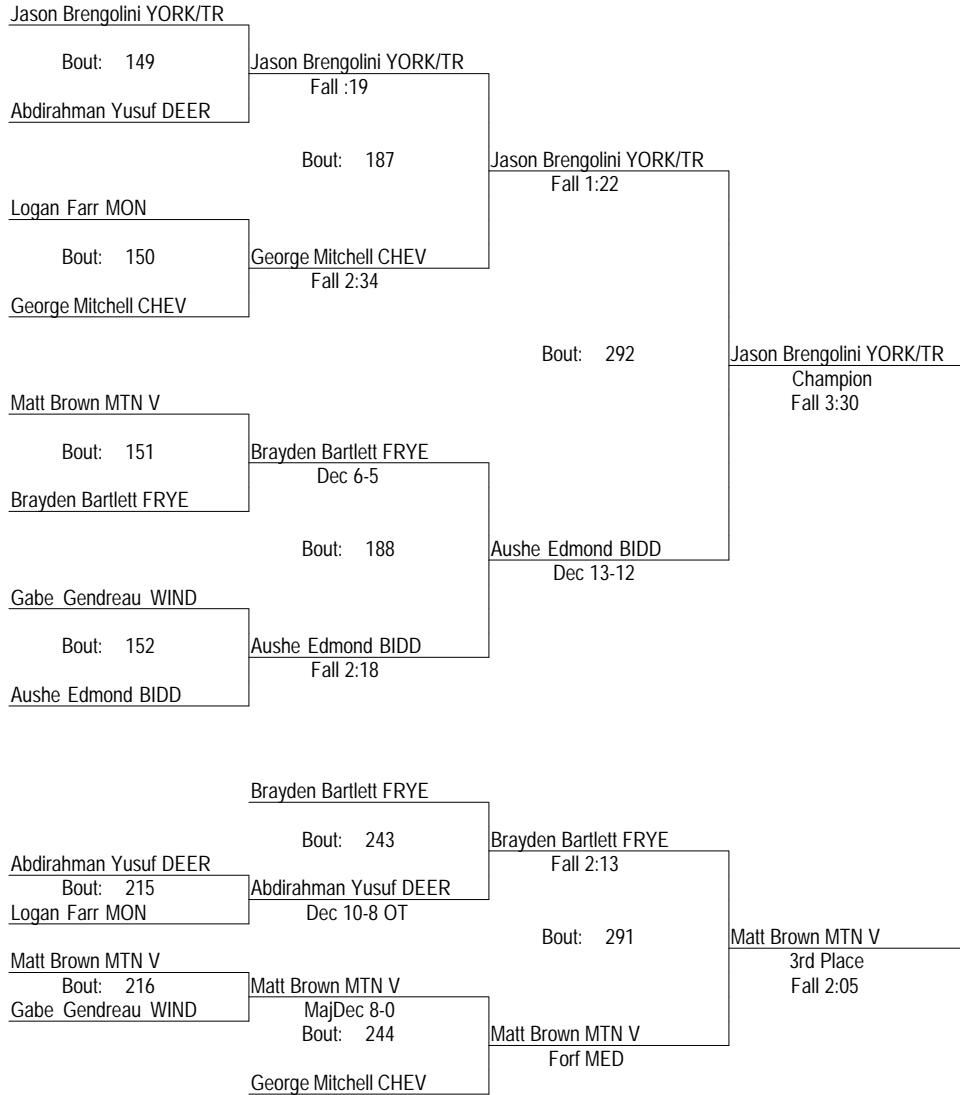 Jason Brengolini YORK/TR
Bout: 149
Jason Brengolini YORK/TR
Fall :19
Abdirahman Yusuf DEER
Bout: 187
Jason Brengolini YORK/TR
Fall 1:22
Logan Farr MON
Bout: 150
George Mitchell CHEV
Fall 2:34
George Mitchell CHEV
Bout: 292
Jason Brengolini YORK/TR
Champion
Fall 3:30
Matt Brown MTN V
Bout: 151
Brayden Bartlett FRYE
Dec 6-5
Brayden Bartlett FRYE
Bout: 188
Aushe Edmond BIDD
Dec 13-12
Gabe Gendreau WIND
Bout: 152
Aushe Edmond BIDD
Fall 2:18
Aushe Edmond BIDD
Brayden Bartlett FRYE
Bout: 243
Brayden Bartlett FRYE
Fall 2:13
Abdirahman Yusuf DEER
Bout: 215
Abdirahman Yusuf DEER
Dec 10-8 OT
Logan Farr MON
Bout: 291
Matt Brown MTN V
3rd Place
Fall 2:05
Matt Brown MTN V
Bout: 216
Matt Brown MTN V
MajDec 8-0
Gabe Gendreau WIND
Bout: 244
Matt Brown MTN V
Forf MED
George Mitchell CHEV